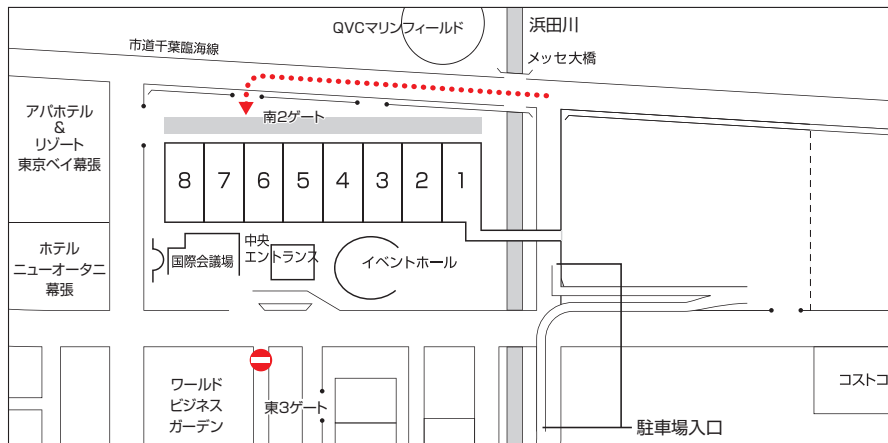 QVCマリンフィールド
浜田川
市道千葉臨海線
メッセ大橋
アパホテル
&
リゾート
東京ベイ幕張
南2ゲート
8
7
6
5
4
3
2
1
ホテル
ニューオータニ
幕張
国際会議場
中央
エントランス
イベントホール
ワールド
ビジネス
ガーデン
東3ゲート
コストコ
駐車場入口